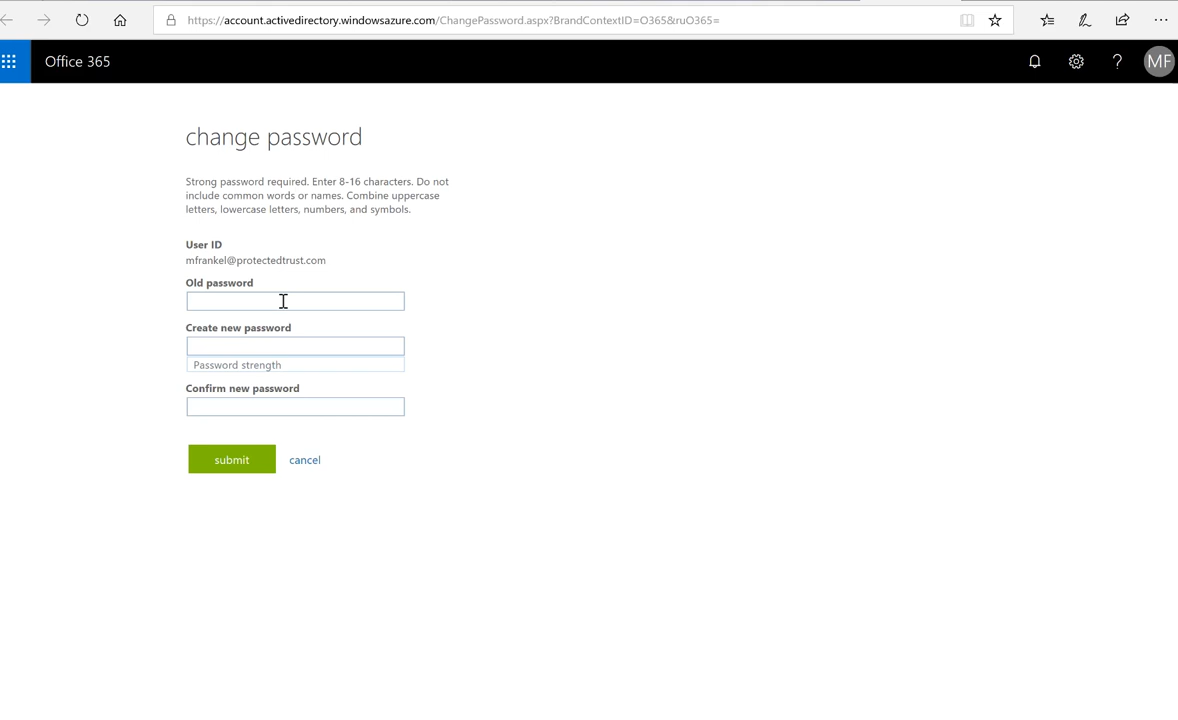 https://account.activedirectory.windowsazure.com/ChangePassword.aspx?BrandContextID=O365&ruO365=
Office 365
? MF
change password
Strong password required. Enter 8-16 characters. Do not
include common words or names. Combine uppercase
letters, lowercase letters, numbers, and symbols.
User ID
mfrankel@protectedtrust.com
Old password
Create new password
Password strength
Confirm new password
submit cancel